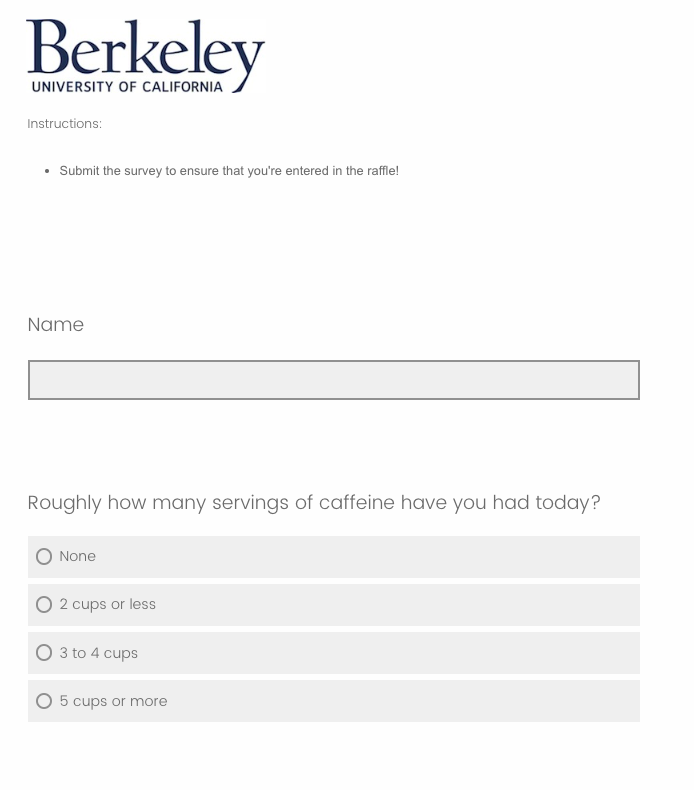 Berkeley
UNIVERSITY OF CALIFORNIA
Instructions:
• Submit the survey to ensure that you're entered in the raffle!
Name
Roughly how many servings of caffeine have you had today?
None
2 cups or less
3 to 4 cups
5 cups or more